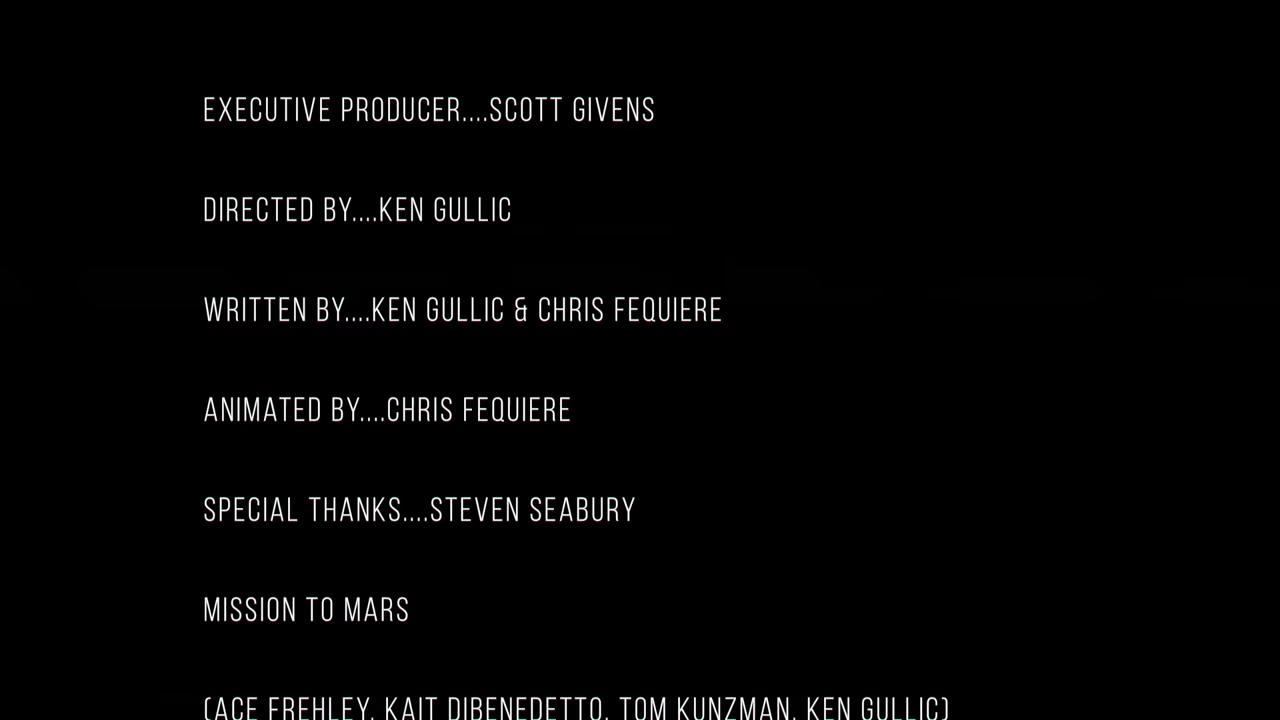 EXECUTIVE PRODUCER....SCOTT GIVENS
DIRECTED BY....KEN GULLIC
WRITTEN BY....KEN GULLIC & CHRIS FEQUIERE
ANIMATED BY....CHRIS FEQUIERE
SPECIAL THANKS....STEVEN SEABURY
MISSION TO MARS
(ACE FREHLEY, KAIT DIBENEDETTO, TOM KUNZMAN, KEN GULLIC)